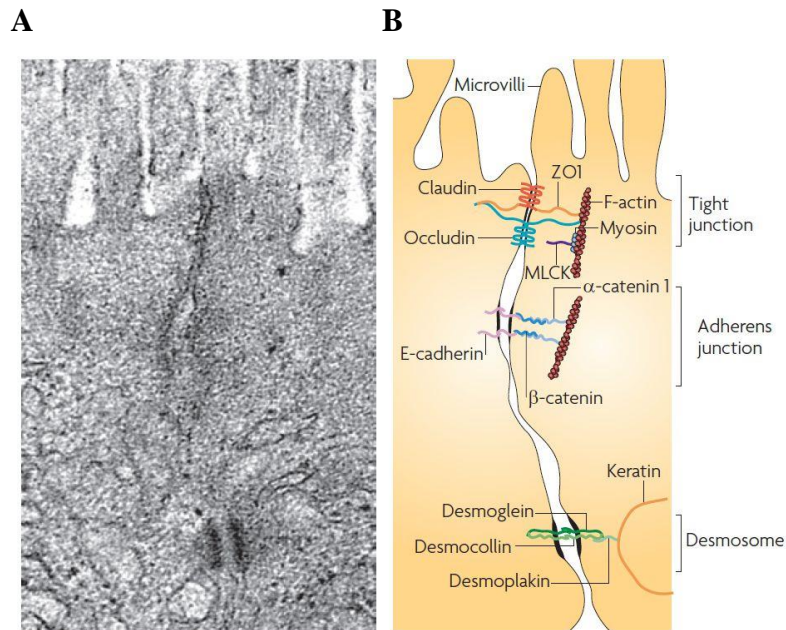 A
B
Microvilli
Claudin
ZO1
F-actin
Myosin
Occludin
MLCK
Tight
junction
α-catenin 1
E-cadherin
β-catenin
Adherens
junction
Keratin
Desmoglein
Desmocollin
Desmoplakin
Desmosome